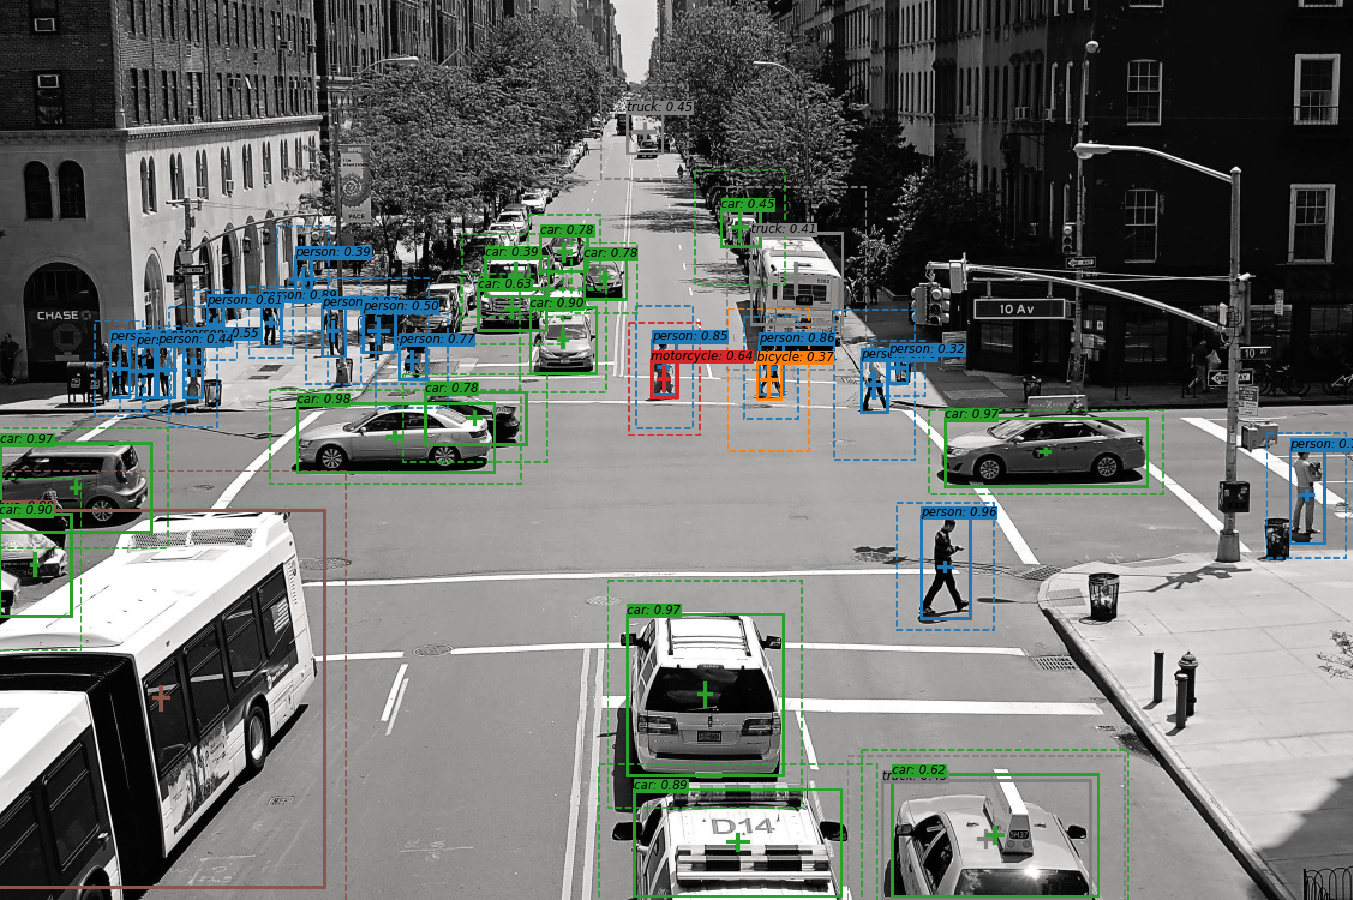 truck: 0.45
car: 0.45
car: 0.78
truck: 0.41
person: 0.39
car: 0.39
car: 0.78
car: 0.63
person: 0.61
person: 0.50
car: 0.90
CHASE
10 Av
person: 0.55
person: 0.44
person: 0.77
person: 0.85
person: 0.86
motorcycle: 0.64
bicycle: 0.37
person: 0.32
10 AV
car: 0.78
car: 0.98
car: 0.97
car: 0.97
person: 0.
car: 0.90
person: 0.96
car: 0.97
car: 0.62
car: 0.89
D14